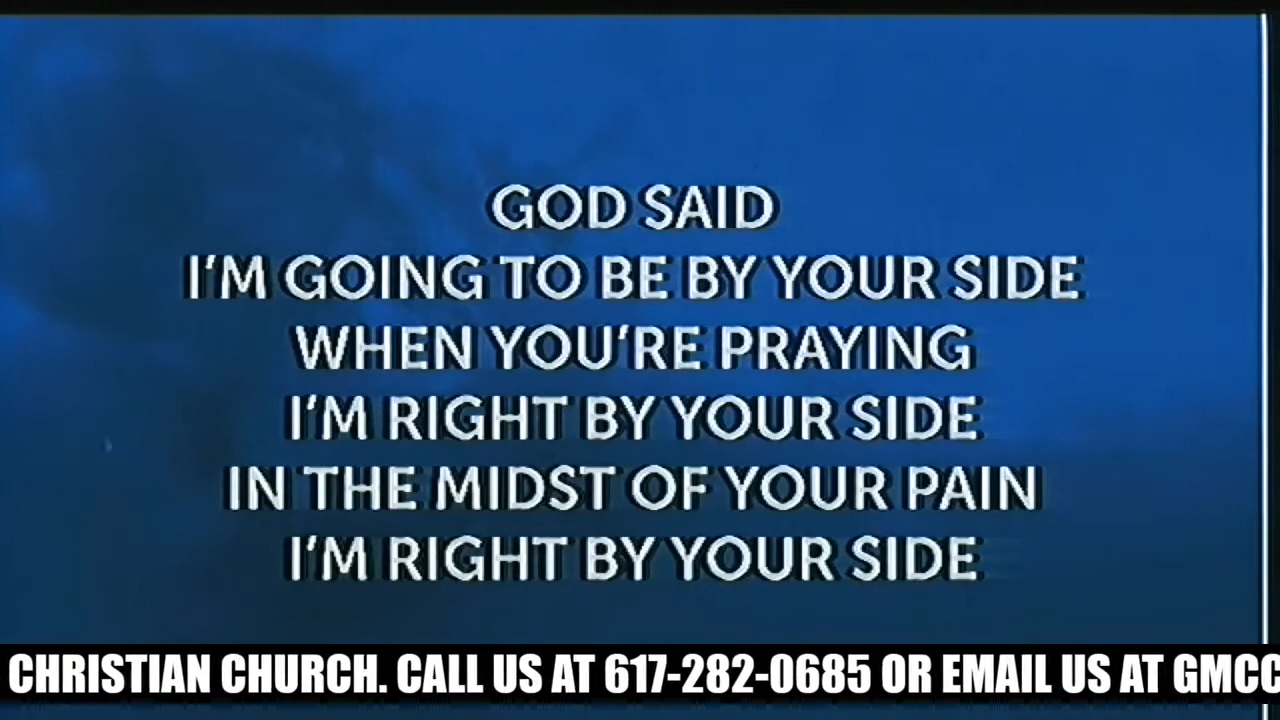 GOD SAID
I'M GOING TO BE BY YOUR SIDE
WHEN YOU'RE PRAYING
I'M RIGHT BY YOUR SIDE
IN THE MIDST OF YOUR PAIN
I'M RIGHT BY YOUR SIDE
CHRISTIAN CHURCH. CALL US AT 617-282-0685 OR EMAIL US AT GMCC